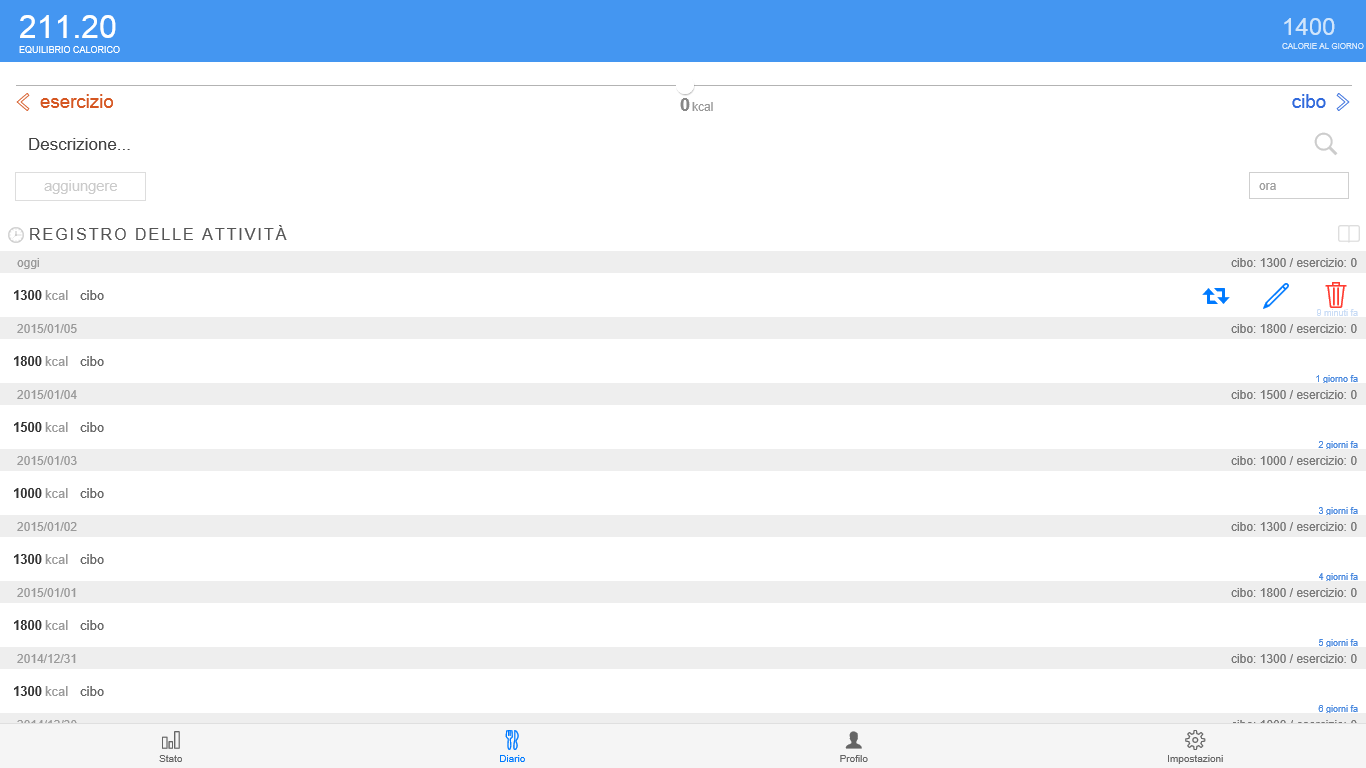 211.20
EQUILIBRIO CALORICO
1400
CALORIE AL GIORNO
esercizio
0 kcal
cibo
Descrizione...
aggiungere
ora
REGISTRO DELLE ATTIVITÀ
oggi cibo: 1300 / esercizio: 0
1300 kcal cibo
9 minuti fa
2015/01/05 cibo: 1800 / esercizio: 0
1800 kcal cibo
1 giorno fa
2015/01/04 cibo: 1500 / esercizio: 0
1500 kcal cibo
2 giorni fa
2015/01/03 cibo: 1000 / esercizio: 0
1000 kcal cibo
3 giorni fa
2015/01/02 cibo: 1300 / esercizio: 0
1300 kcal cibo
4 giorni fa
2015/01/01 cibo: 1800 / esercizio: 0
1800 kcal cibo
5 giorni fa
2014/12/31 cibo: 1300 / esercizio: 0
1300 kcal cibo
6 giorni fa
Stato
Diario
Profilo
Impostazioni